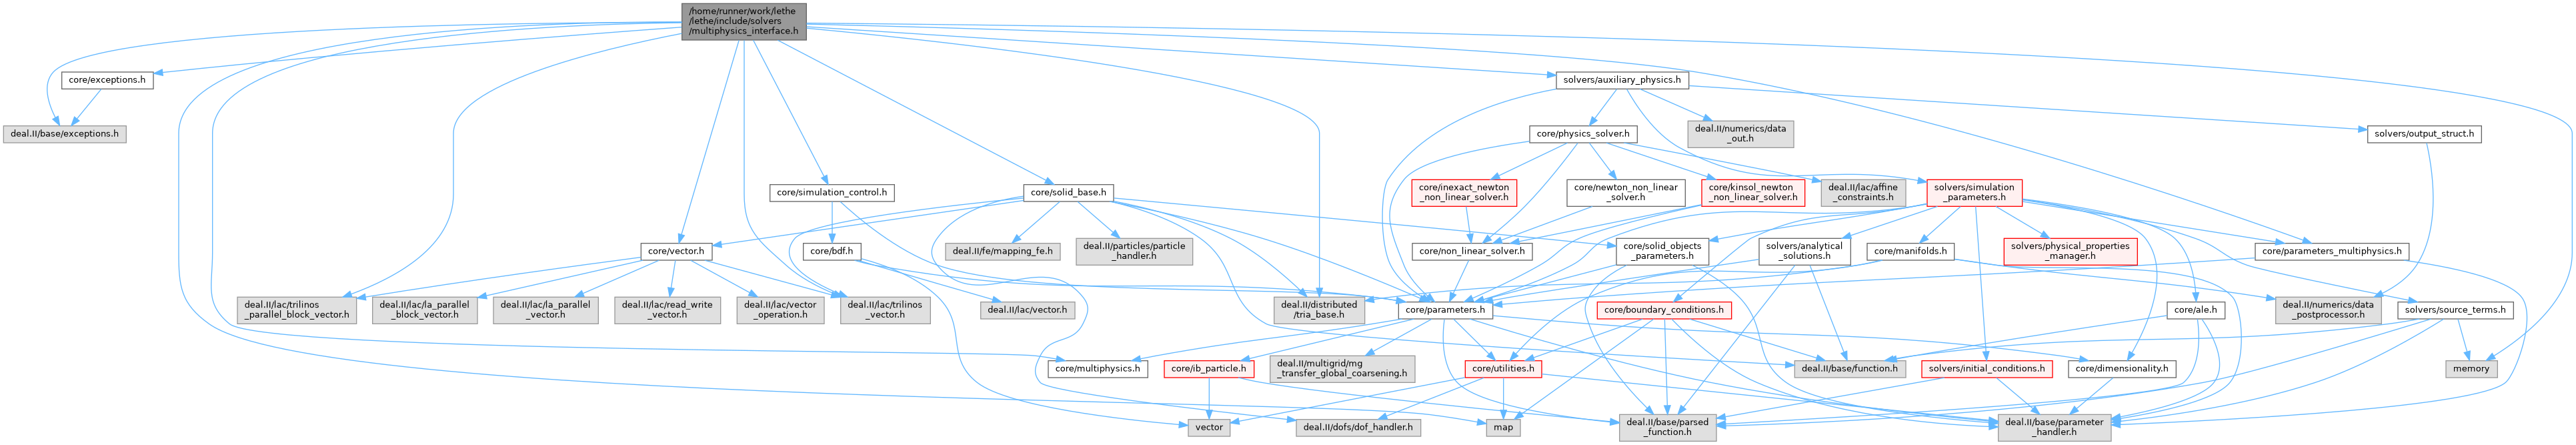 /home/runner/work/lethe
/lethe/include/solvers
/multiphysics_interface.h
core/exceptions.h
solvers/auxiliary_physics.h
deal.II/base/exceptions.h
core/physics_solver.h
deal.II/numerics/data
_out.h
solvers/output_struct.h
core/simulation_control.h
core/solid_base.h
core/inexact_newton
_non_linear_solver.h
core/newton_non_linear
_solver.h
core/kinsol_newton
_non_linear_solver.h
deal.II/lac/affine
_constraints.h
solvers/simulation
_parameters.h
core/vector.h
core/bdf.h
deal.II/fe/mapping_fe.h
deal.II/particles/particle
_handler.h
core/non_linear_solver.h
core/solid_objects
_parameters.h
solvers/analytical
_solutions.h
core/manifolds.h
solvers/physical_properties
_manager.h
core/parameters_multiphysics.h
deal.II/lac/trilinos
_parallel_block_vector.h
deal.II/lac/la_parallel
_block_vector.h
deal.II/lac/la_parallel
_vector.h
deal.II/lac/read_write
_vector.h
deal.II/lac/vector
_operation.h
deal.II/lac/trilinos
_vector.h
deal.II/lac/vector.h
deal.II/distributed
/tria_base.h
core/parameters.h
core/boundary_conditions.h
core/ale.h
deal.II/numerics/data
_postprocessor.h
solvers/source_terms.h
core/multiphysics.h
core/ib_particle.h
deal.II/multigrid/mg
_transfer_global_coarsening.h
core/utilities.h
deal.II/base/function.h
solvers/initial_conditions.h
core/dimensionality.h
memory
vector
deal.II/dofs/dof_handler.h
map
deal.II/base/parsed
_function.h
deal.II/base/parameter
_handler.h